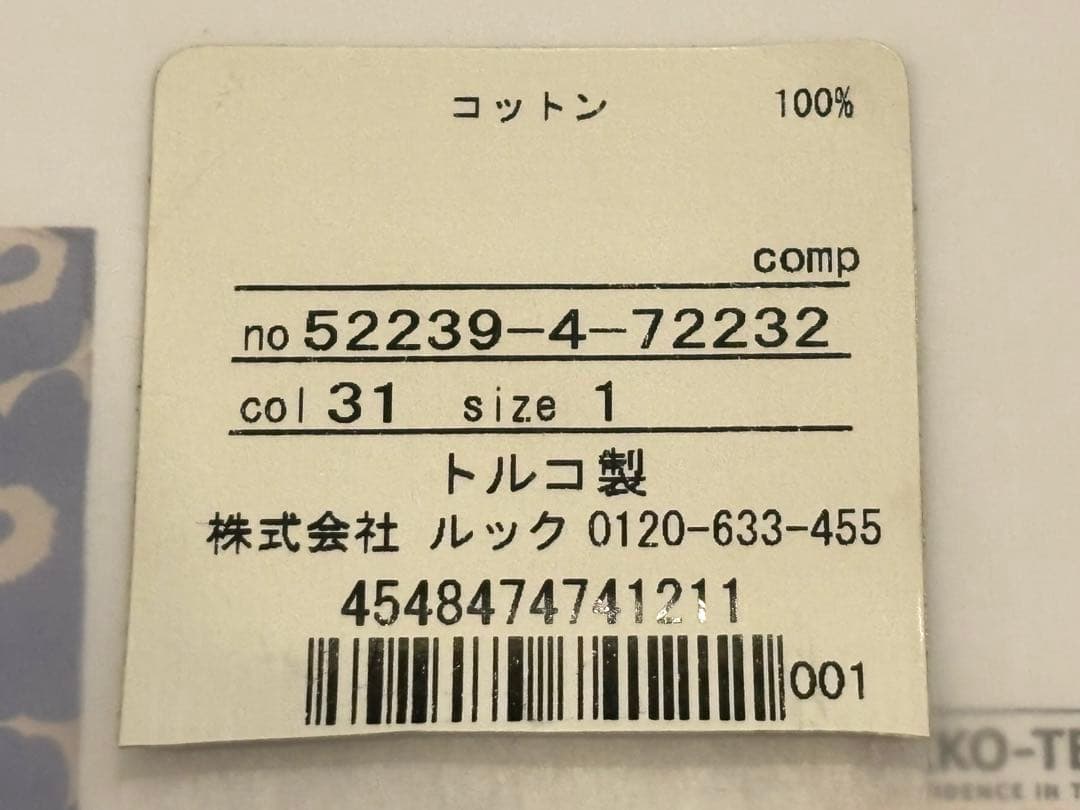 コットン 100%
comp
no 52239-4-72232
col 31 size 1
トルコ製
株式会社 ルック 0120-633-455
4548474741211
001